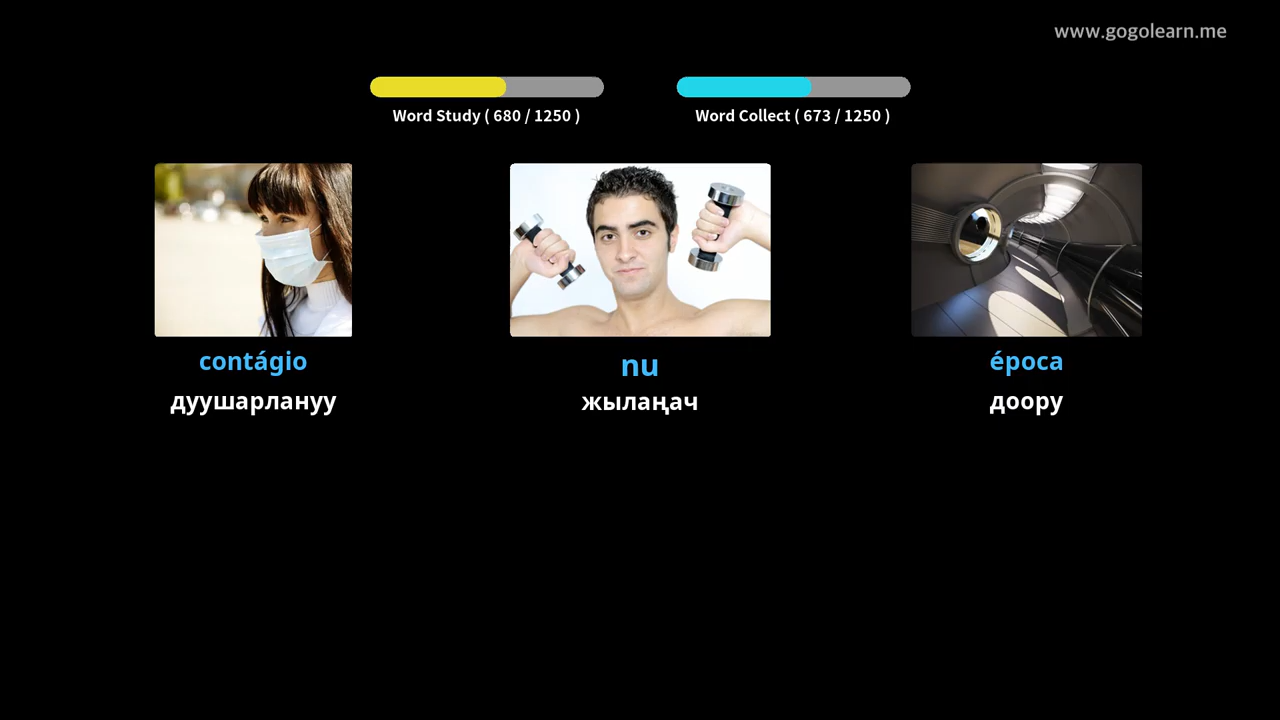 www.gogolearn.me
Word Study ( 680 / 1250 )
Word Collect ( 673 / 1250 )
contágio
nu
época
дуушарлануу
жылаңач
доору